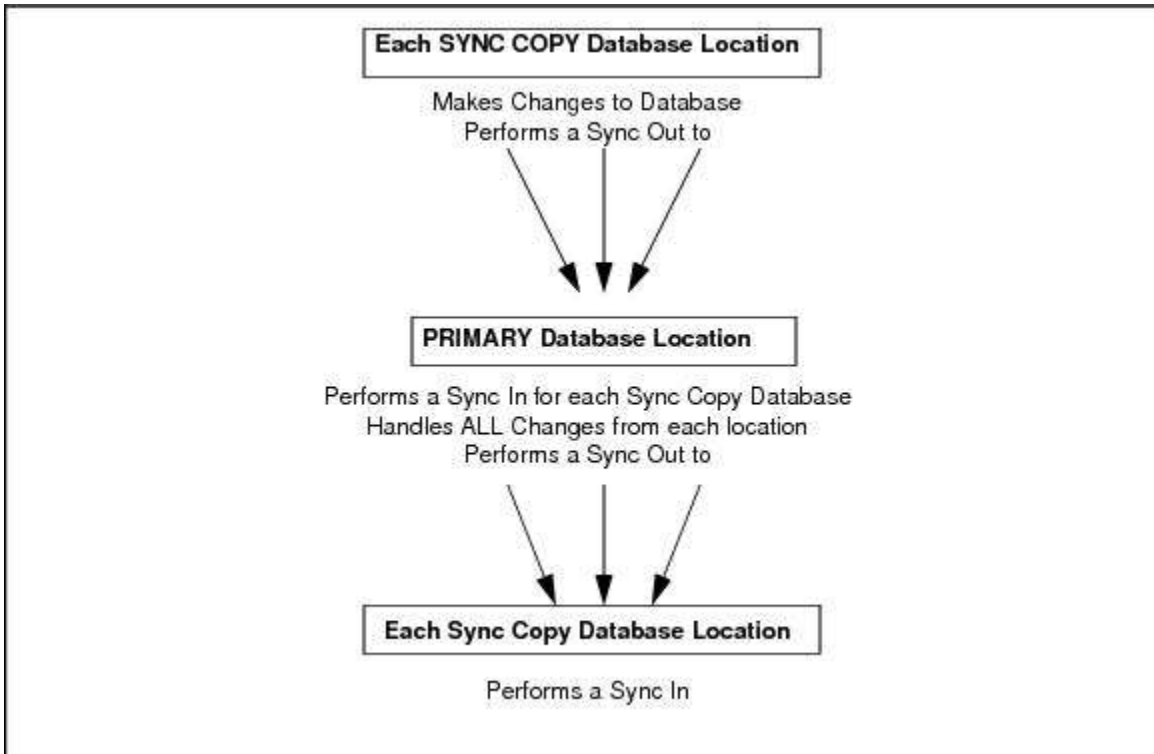 Each SYNC COPY Database Location
Makes Changes to Database
Performs a Sync Out to
PRIMARY Database Location
Performs a Sync In for each Sync Copy Database
Handles ALL Changes from each location
Performs a Sync Out to
Each Sync Copy Database Location
Performs a Sync In